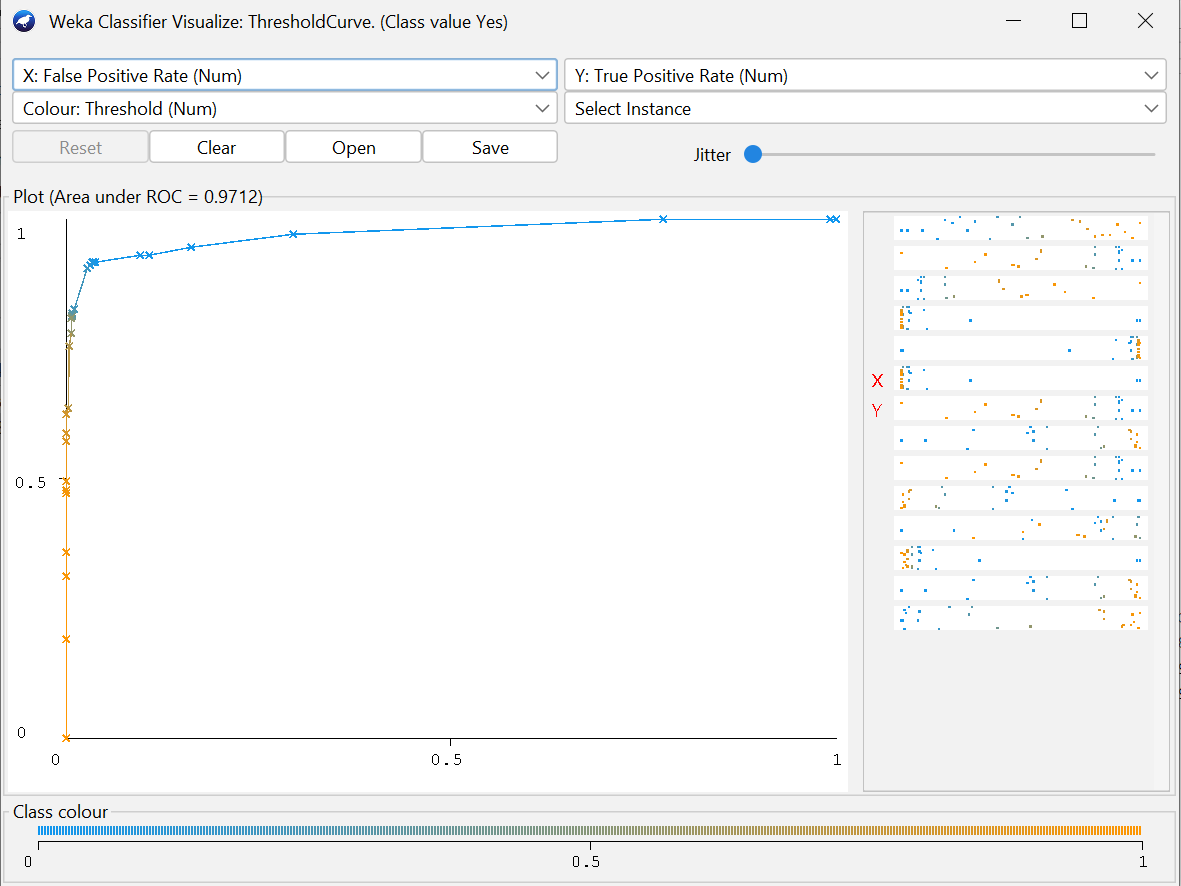 Weka Classifier Visualize: ThresholdCurve. (Class value Yes)
X: False Positive Rate (Num)
Y: True Positive Rate (Num)
Colour: Threshold (Num)
Select Instance
Reset
Clear
Open
Save
Jitter
Plot (Area under ROC = 0.9712)
1
0.5
0
0
0.5
1
X
Y
Class colour
0
0.5
1